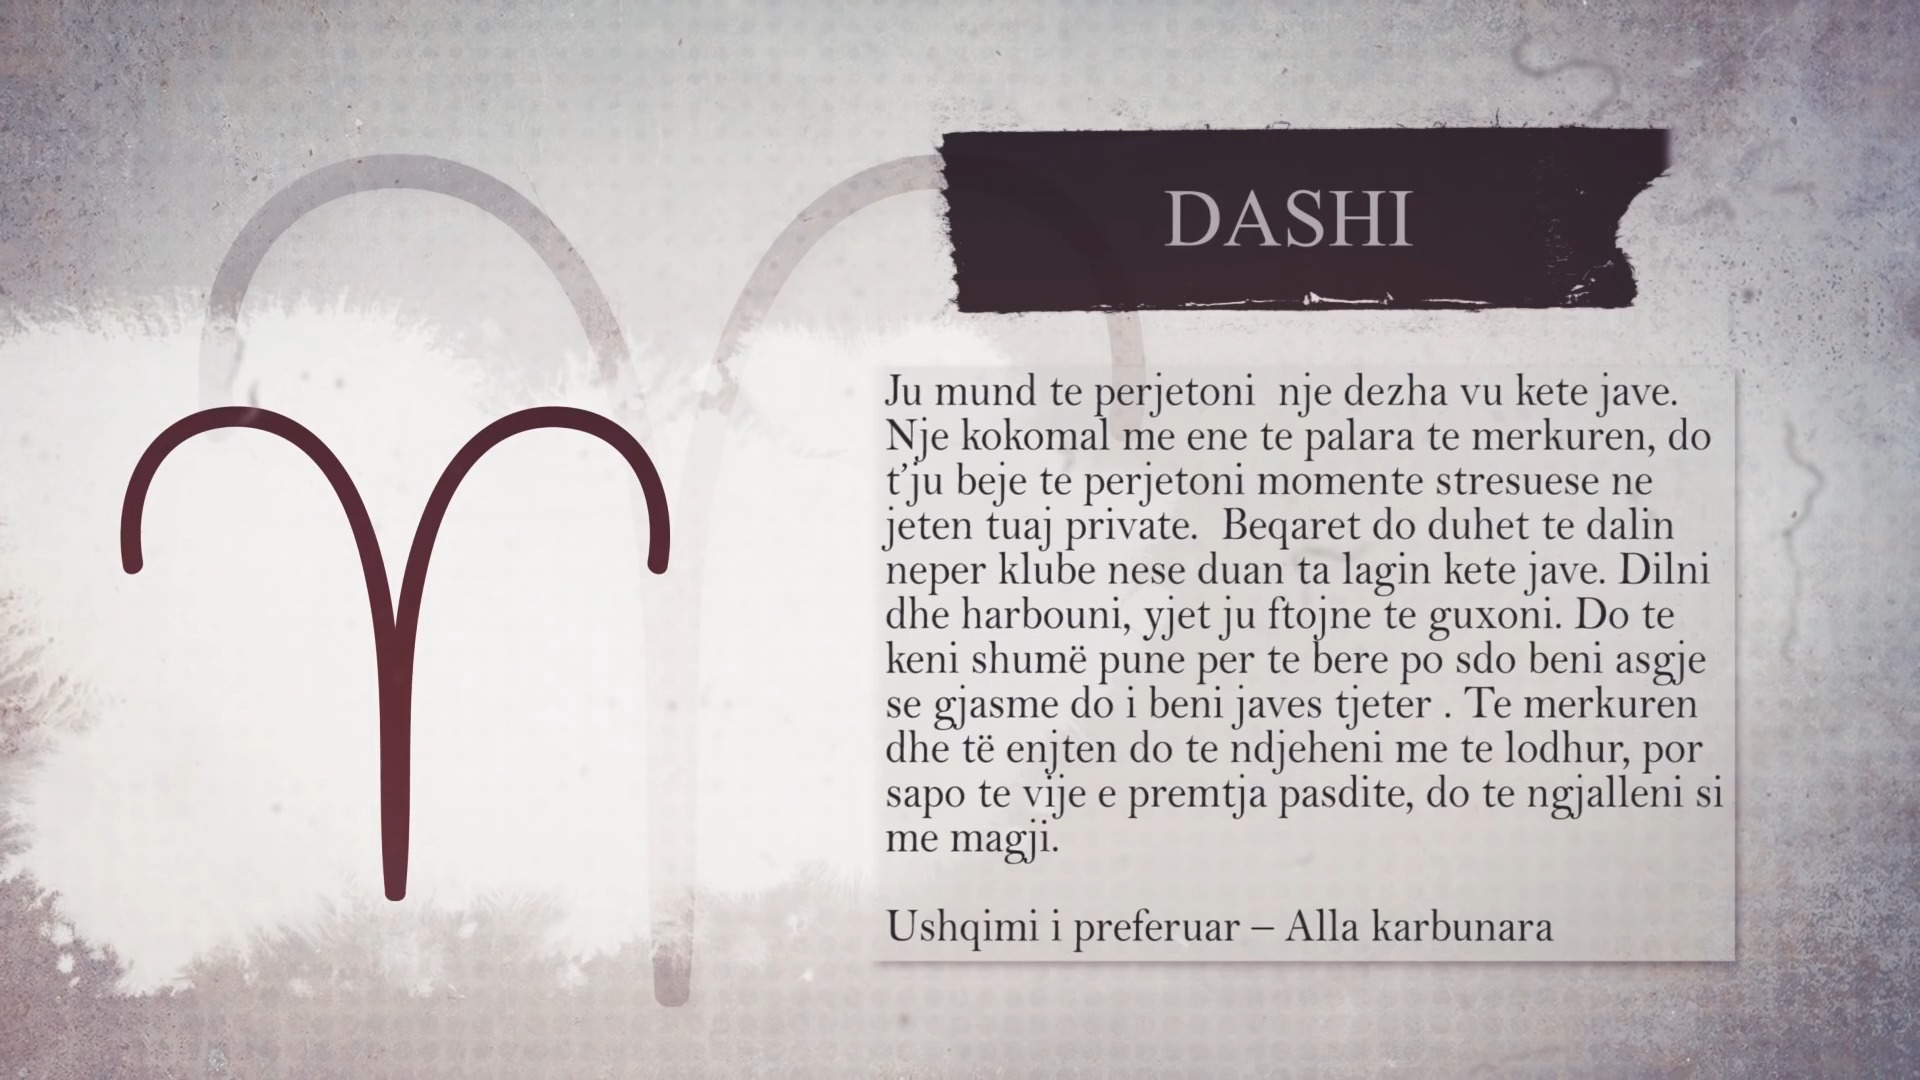 DASHI
Ju mund te perjetoni  nje dezha vu kete jave.
Nje kokomal me ene te palara te merkuren, do
t’ju beje te perjetoni momente stresuese ne
jeten tuaj private.  Beqaret do duhet te dalin
neper klube nese duan ta lagin kete jave. Dilni
dhe harbouni, yjet ju ftojne te guxoni. Do te
keni shumë pune per te bere po sdo beni asgje
se gjasme do i beni javes tjeter . Te merkuren
dhe të enjten do te ndjeheni me te lodhur, por
sapo te vije e premtja pasdite, do te ngjalleni si
me magji.
Ushqimi i preferuar – Alla karbunara